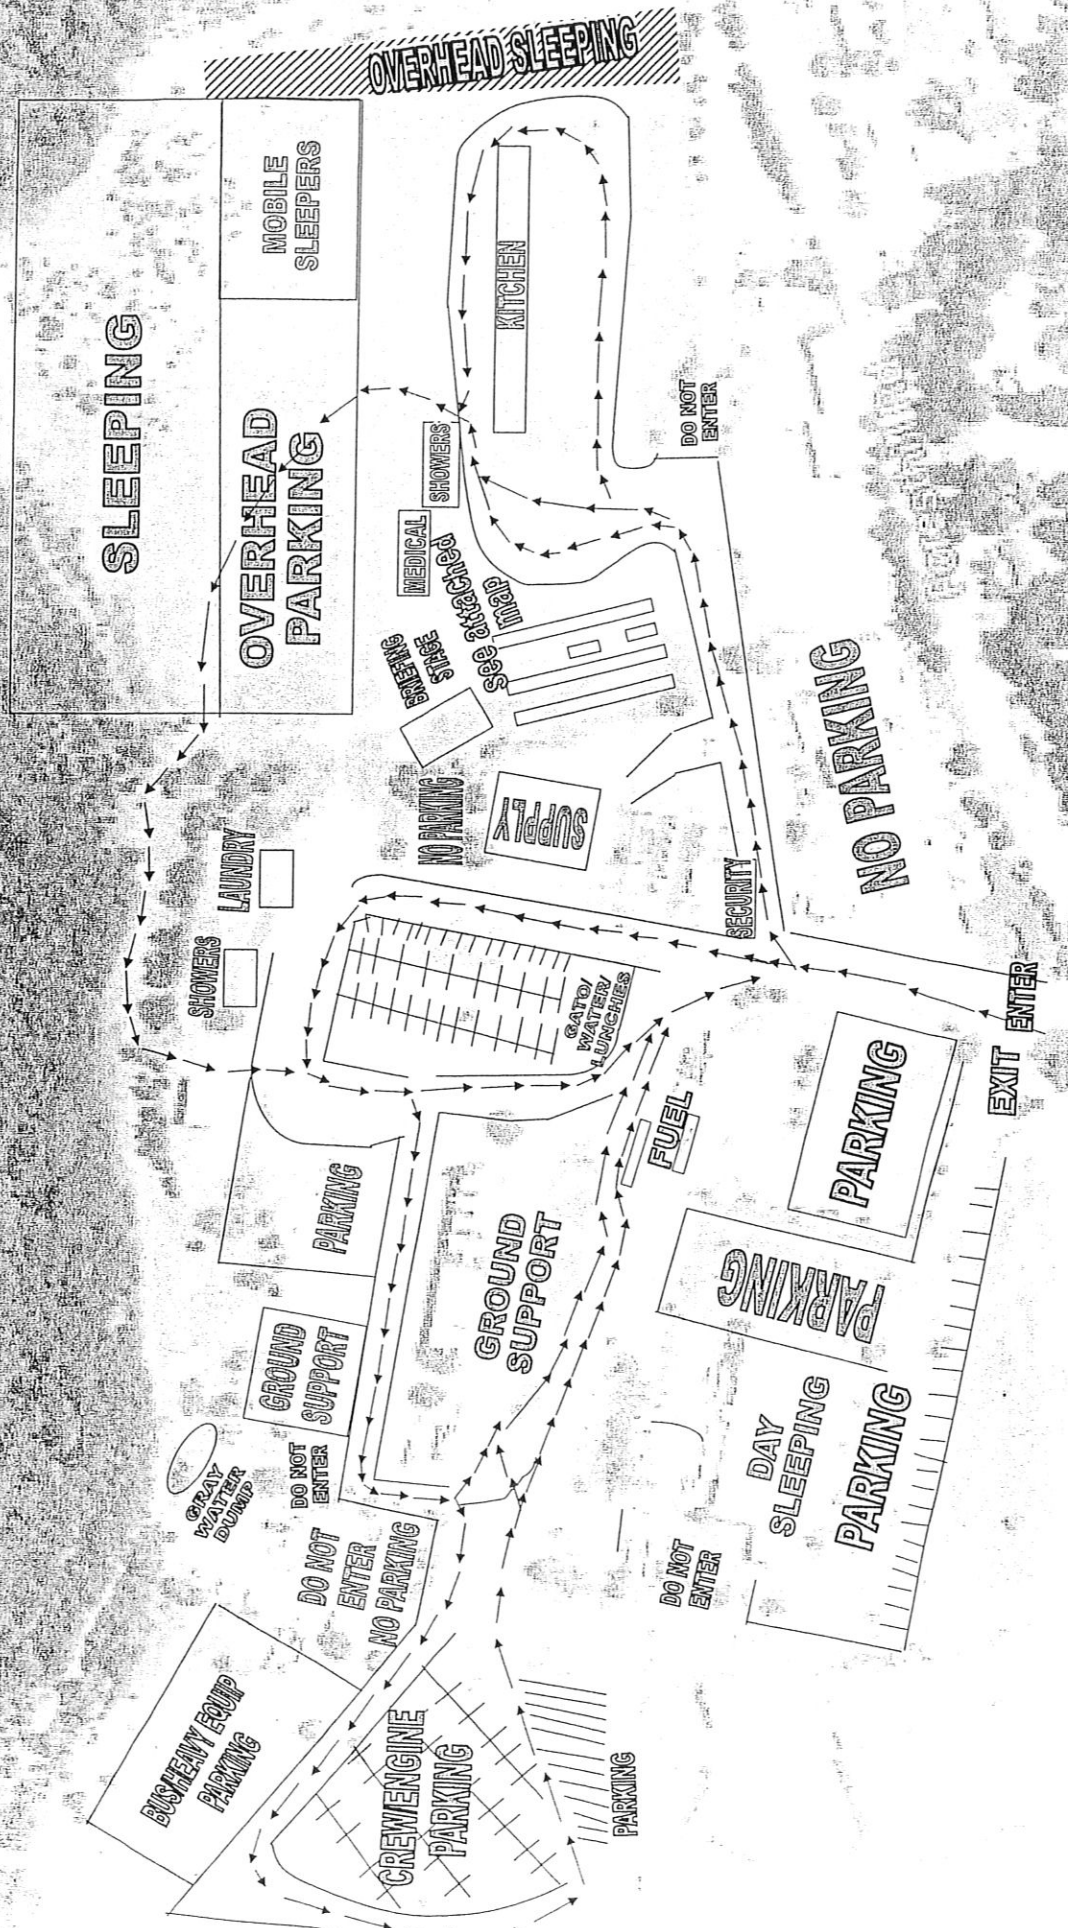 OVERHEAD SLEEPING
MOBILE
SLEEPERS
SLEEPING
OVERHEAD
PARKING
KITCHEN
DO NOT
ENTER
SHOWERS
MEDICAL
see attached
map
BRIEFING
STAGE
NO PARKING
NO PARKING
SUPPLY
LAUNDRY
SHOWERS
SECURITY
GATO/
WATER/
LUNCHES
ENTER
EXIT
PARKING
FUEL
PARKING
GROUND
SUPPORT
PARKING
GROUND
SUPPORT
DAY
SLEEPING
PARKING
GRAY
WATER
DUMP
DO NOT
ENTER
DO NOT
ENTER
NO PARKING
DO NOT
ENTER
BUS/HEAVY EQUIP
PARKING
CREW/ENGINE
PARKING
PARKING